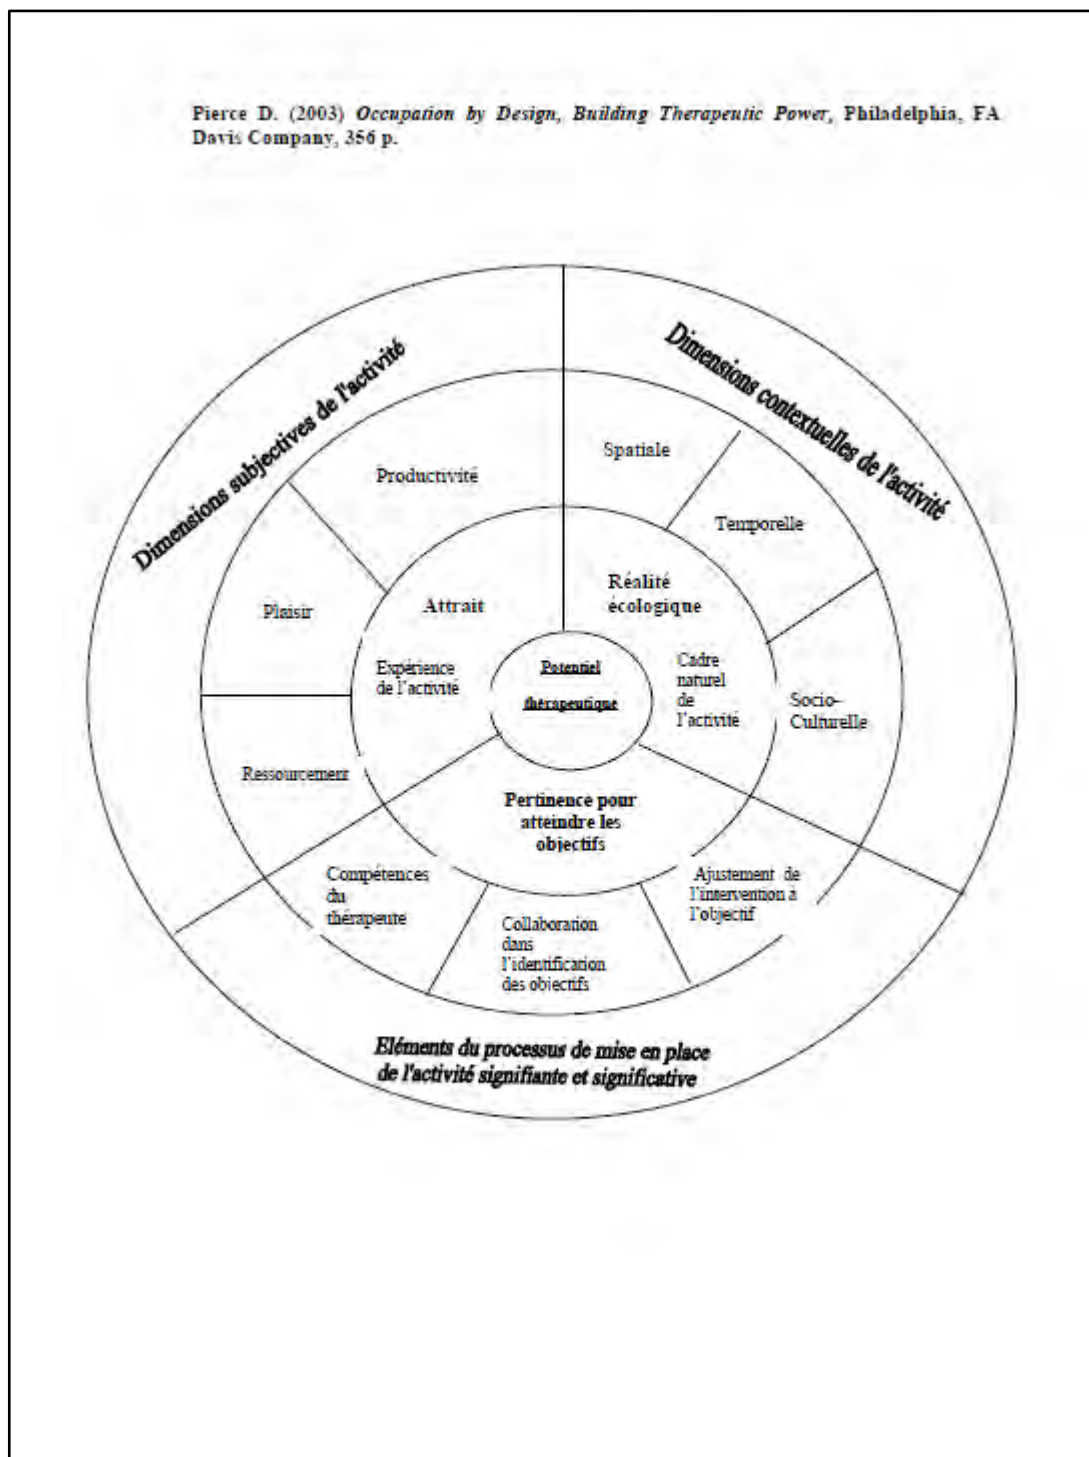 Pierce D. (2003) Occupation by Design, Building Therapeutic Power, Philadelphia, FA
Davis Company, 356 p.
Dimensions subjectives de l'activité
Dimensions contextuelles de l'activité
Productivité
Spatiale
Temporelle
Plaisir
Attrait
Réalité
écologique
Expérience
de l'activité
Potentiel
thérapeutique
Cadre
naturel
de
l'activité
Socio-
Culturelle
Ressourcement
Pertinence pour
atteindre les
objectifs
Compétences
du
thérapeute
Collaboration
dans
l'identification
des objectifs
Ajustement de
l'intervention à
l'objectif
Eléments du processus de mise en place
de l'activité signifiante et significative